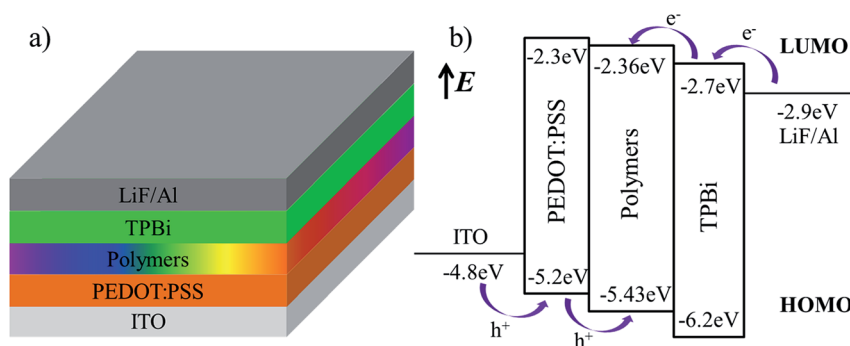 a)
LiF/Al
TPBi
Polymers
PEDOT:PSS
ITO
b)
E
ITO
-4.8eV
h+
-2.3eV
PEDOT:PSS
-5.2eV
h+
-2.36eV
Polymers
-5.43eV
e-
-2.7eV
TPBi
-6.2eV
e-
LUMO
-2.9eV
LiF/Al
HOMO